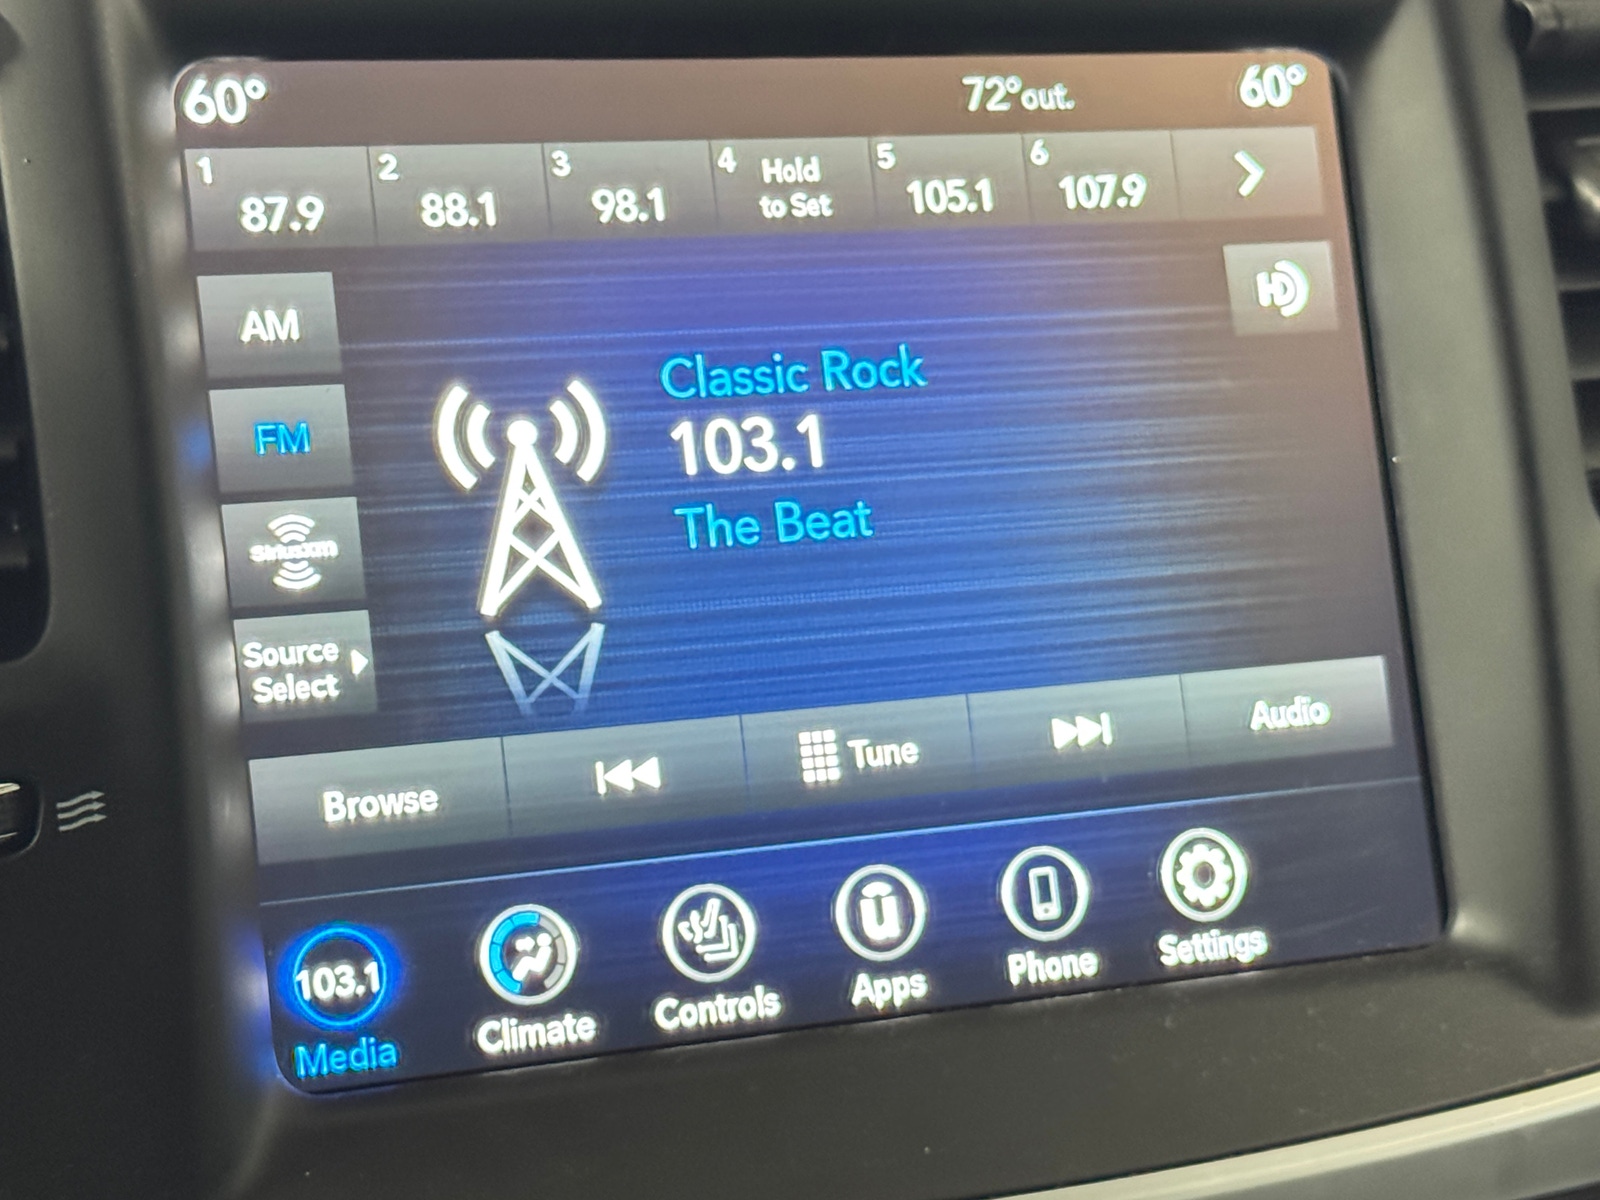 60°
72°out.
60°
1
87.9
2
88.1
3
98.1
4
Hold
to Set
5
105.1
6
107.9
AM
HD
Classic Rock
103.1
The Beat
FM
SiriusXM
Source
Select
Browse
Tune
Audio
103.1
Media
Climate
Controls
u
Apps
Phone
Settings